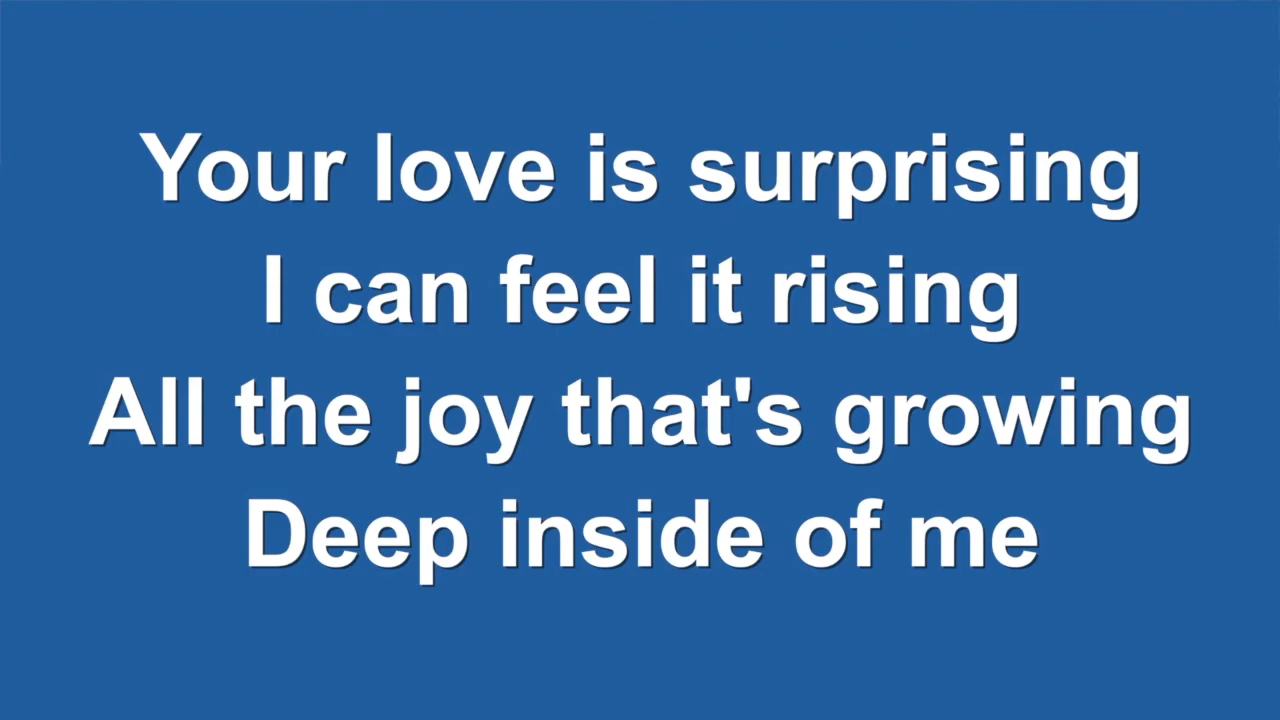 Your love is surprising
I can feel it rising
All the joy that's growing
Deep inside of me